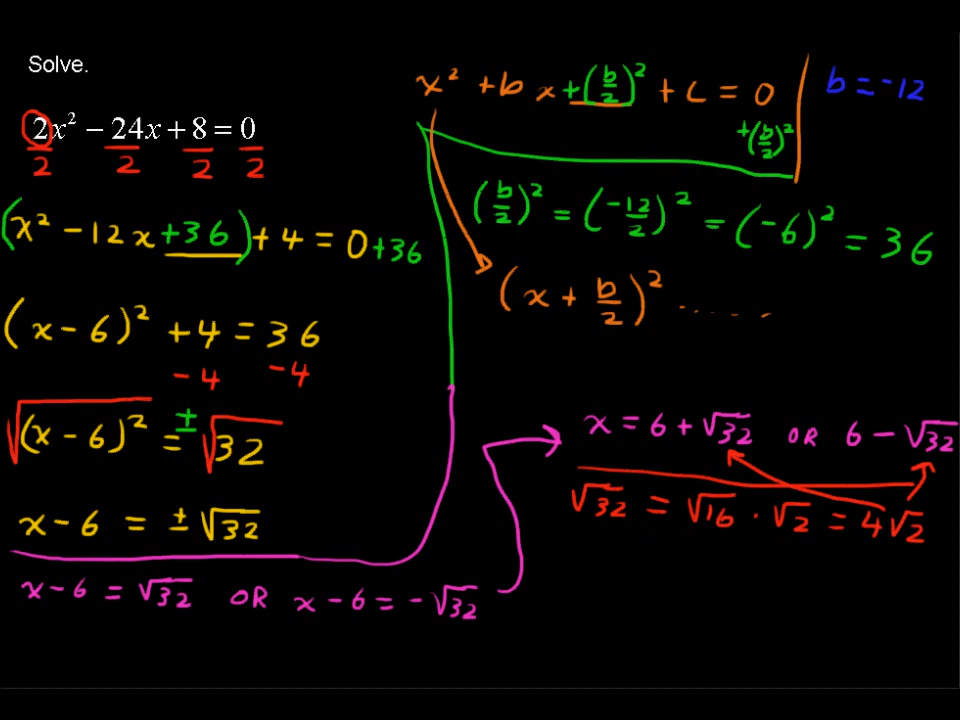 Solve.
2x² − 24x + 8 = 0
2 2 2 2
(x² − 12x + 36) + 4 = 0 + 36
(x − 6)² + 4 = 36
− 4 − 4
√(x − 6)² = ± √32
x − 6 = ± √32
x − 6 = √32 OR x − 6 = − √32
x² + bx + (b/2)² + c = 0
+(b/2)²
b = −12
(b/2)² = (−12/2)² = (−6)² = 36
(x + b/2)² .....
x = 6 + √32 OR 6 − √32
√32 = √16 · √2 = 4√2